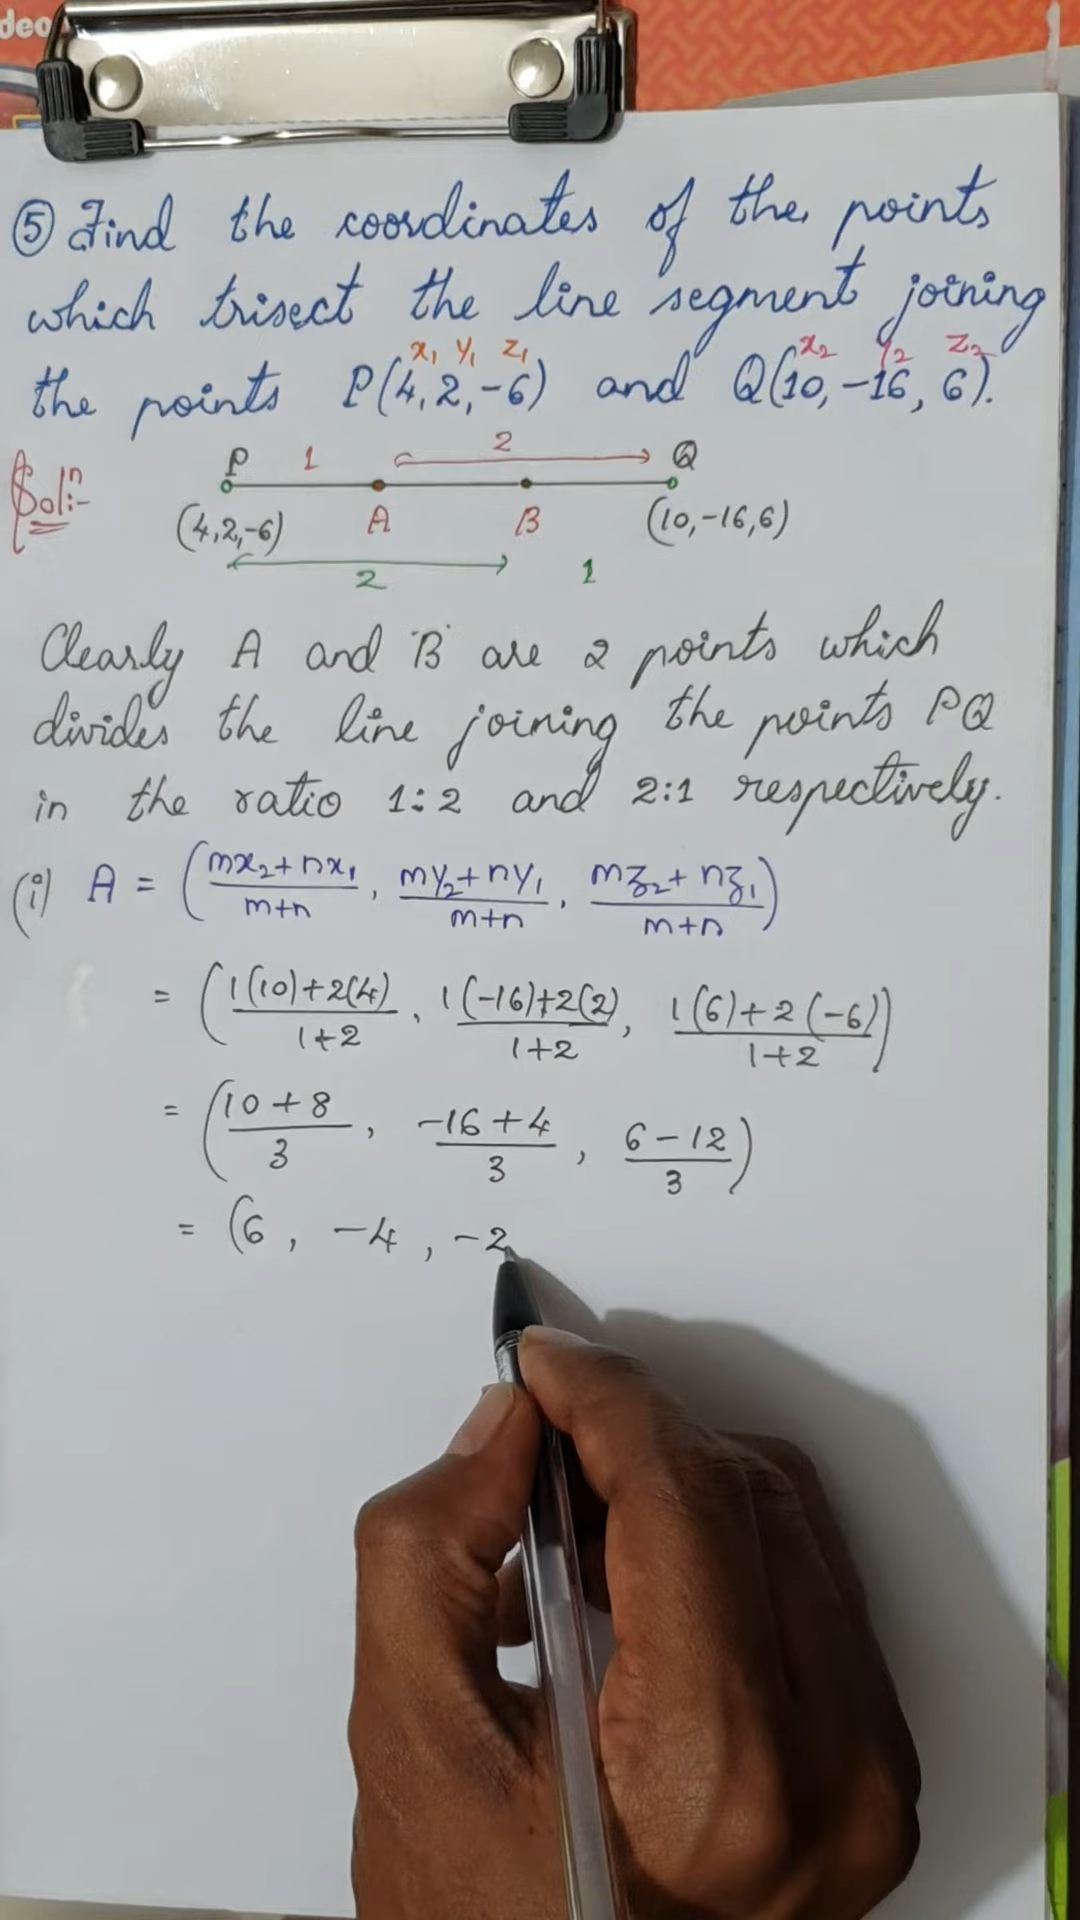 deo
⑤ Find the coordinates of the points
which trisect the line segment joining
x₁ y₁ z₁ x₂ y₂ z₂
the points P(4,2,-6) and Q(10,-16, 6).
Solⁿ:-
P 1 2 Q
(4,2,-6) A B (10,-16,6)
2 1
Clearly A and 'B' are 2 points which
divides the line joining the points PQ
in the ratio 1:2 and 2:1 respectively.
(i) A = ((mx₂+nx₁)/(m+n), (my₂+ny₁)/(m+n), (mz₂+nz₁)/(m+n))
= ((1(10)+2(4))/(1+2), (1(-16)+2(2))/(1+2), (1(6)+2(-6))/(1+2))
= ((10+8)/3, (-16+4)/3, (6-12)/3)
= (6, -4, -2